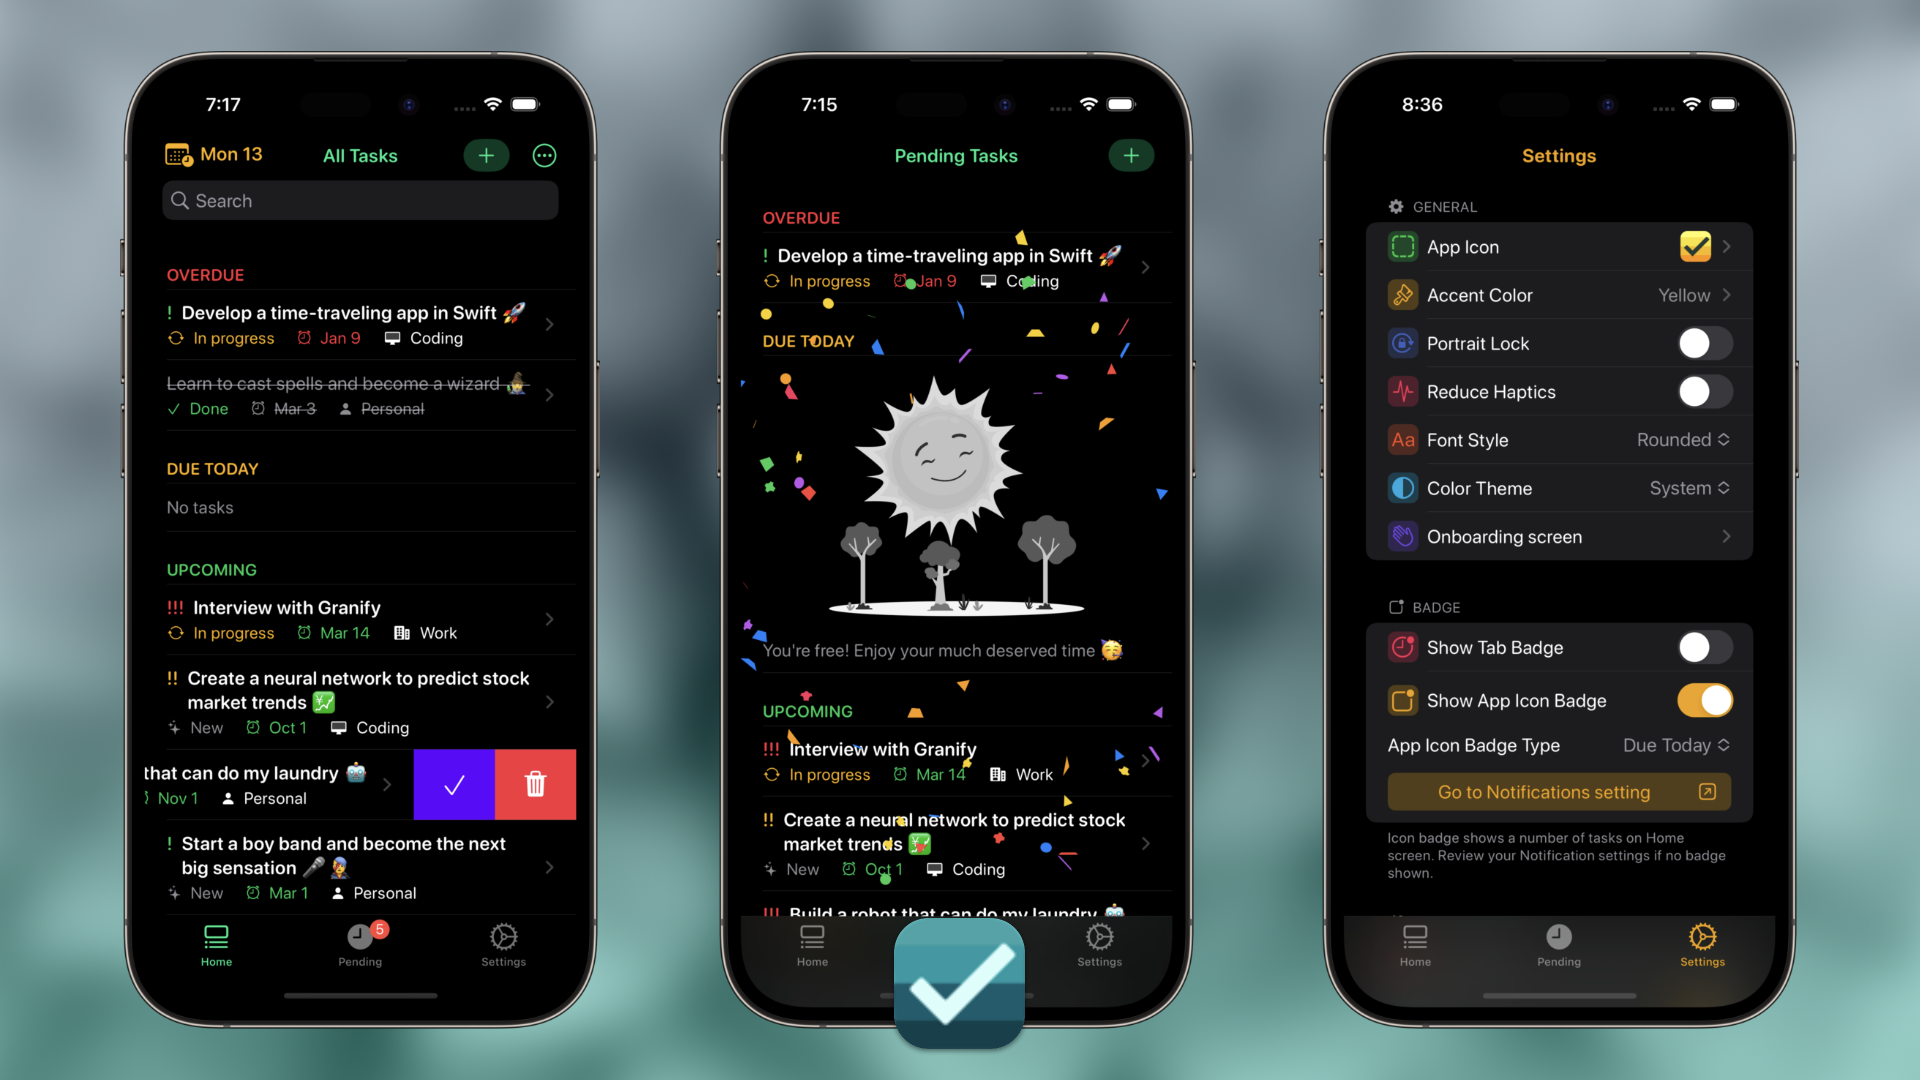 7:17
Mon 13
All Tasks
Search
OVERDUE
! Develop a time-traveling app in Swift 🚀
In progress Jan 9 Coding
Learn to cast spells and become a wizard
Done Mar 3 Personal
DUE TODAY
No tasks
UPCOMING
!!! Interview with Granify
In progress Mar 14 Work
!! Create a neural network to predict stock
market trends 💹
New Oct 1 Coding
that can do my laundry 🤖
Nov 1 Personal
! Start a boy band and become the next
big sensation 🎤 👨‍🎤
New Mar 1 Personal
Home
5
Pending
Settings
7:15
Pending Tasks
OVERDUE
! Develop a time-traveling app in Swift 🚀
In progress Jan 9 Coding
DUE TODAY
You're free! Enjoy your much deserved time 🥳
UPCOMING
!!! Interview with Granify
In progress Mar 14 Work
!! Create a neural network to predict stock
market trends 💹
New Oct 1 Coding
!!! Build a robot that can do my laundry 🤖
Home
Settings
8:36
Settings
GENERAL
App Icon
Accent Color Yellow
Portrait Lock
Reduce Haptics
Aa Font Style Rounded
Color Theme System
Onboarding screen
BADGE
Show Tab Badge
Show App Icon Badge
App Icon Badge Type Due Today
Go to Notifications setting
Icon badge shows a number of tasks on Home
screen. Review your Notification settings if no badge
shown.
Home
Pending
Settings